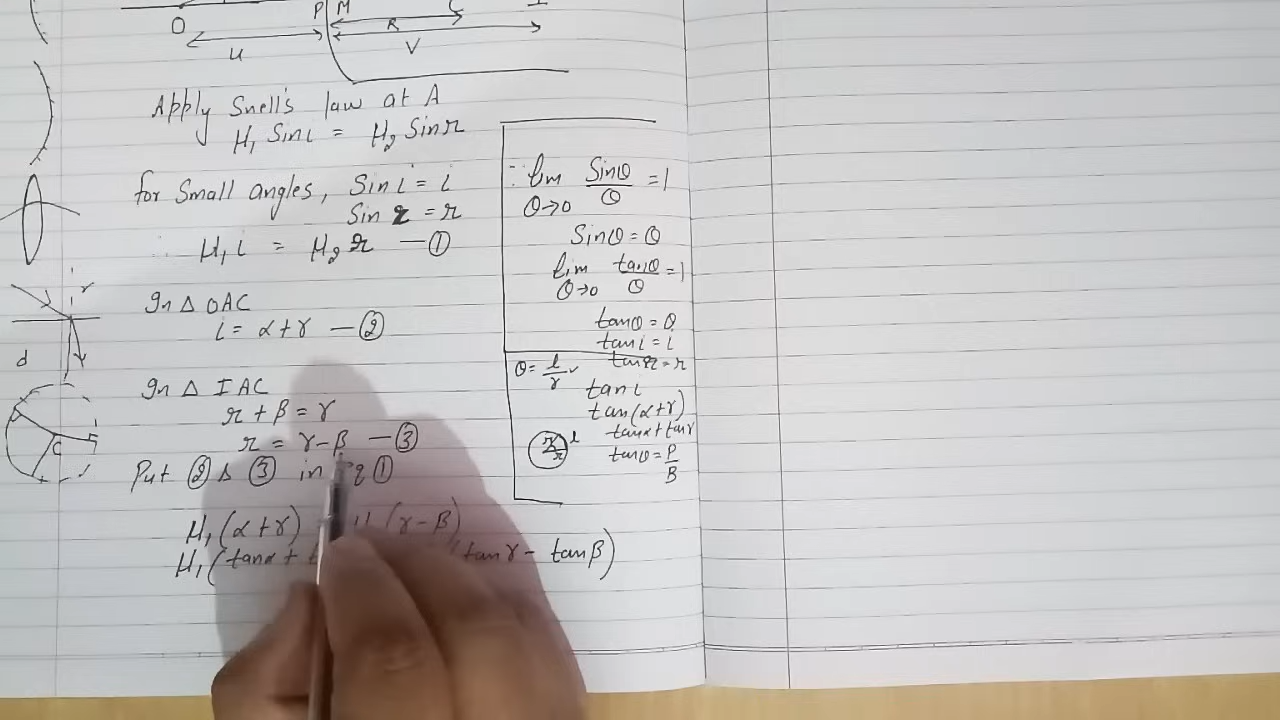 O P M C I
u R V
Apply Snell's law at A
μ₁ Sin i = μ₂ Sin r
for Small angles, Sin i = i
Sin r = r
∴ μ₁ i = μ₂ r — ①
In Δ OAC
i = α + γ — ②
In Δ IAC
r + β = γ
r = γ - β — ③
Put ② & ③ in ①
μ₁(α + γ) (γ - β)
μ₁(tanα + (tanγ - tanβ)
r
d
C
∵ lim Sinθ/θ = 1
θ→0
Sinθ = θ
lim tanθ/θ = 1
θ→0
tanθ = θ
tan i = i
tan r = r
θ = l/r
tan i
tan(α + γ)
tanα + tanγ
l
tanθ = P/B